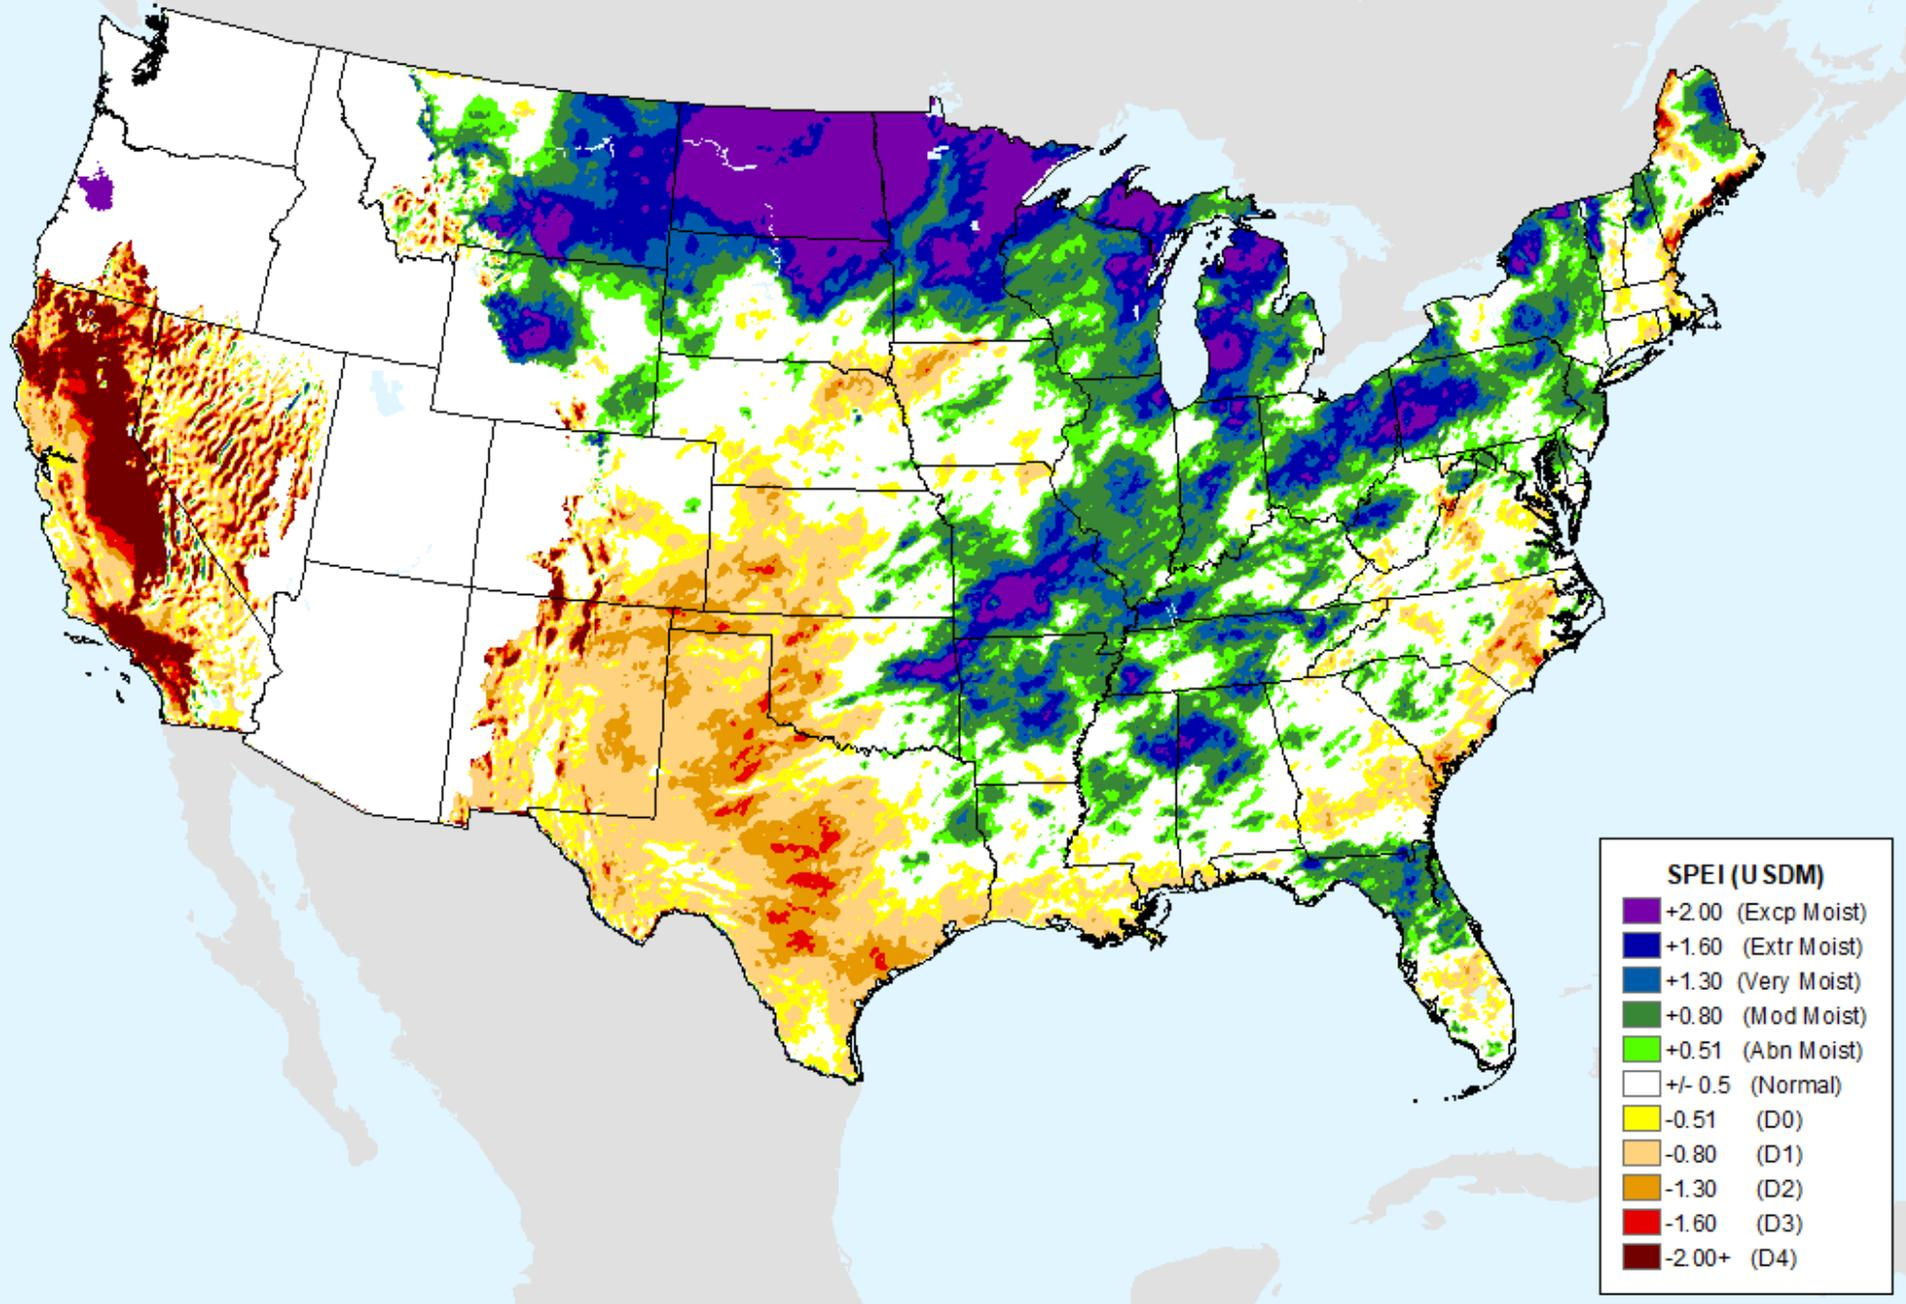 SPEI (USDM)
+2.00 (Excp Moist)
+1.60 (Extr Moist)
+1.30 (Very Moist)
+0.80 (Mod Moist)
+0.51 (Abn Moist)
+/- 0.5 (Normal)
-0.51 (D0)
-0.80 (D1)
-1.30 (D2)
-1.60 (D3)
-2.00+ (D4)